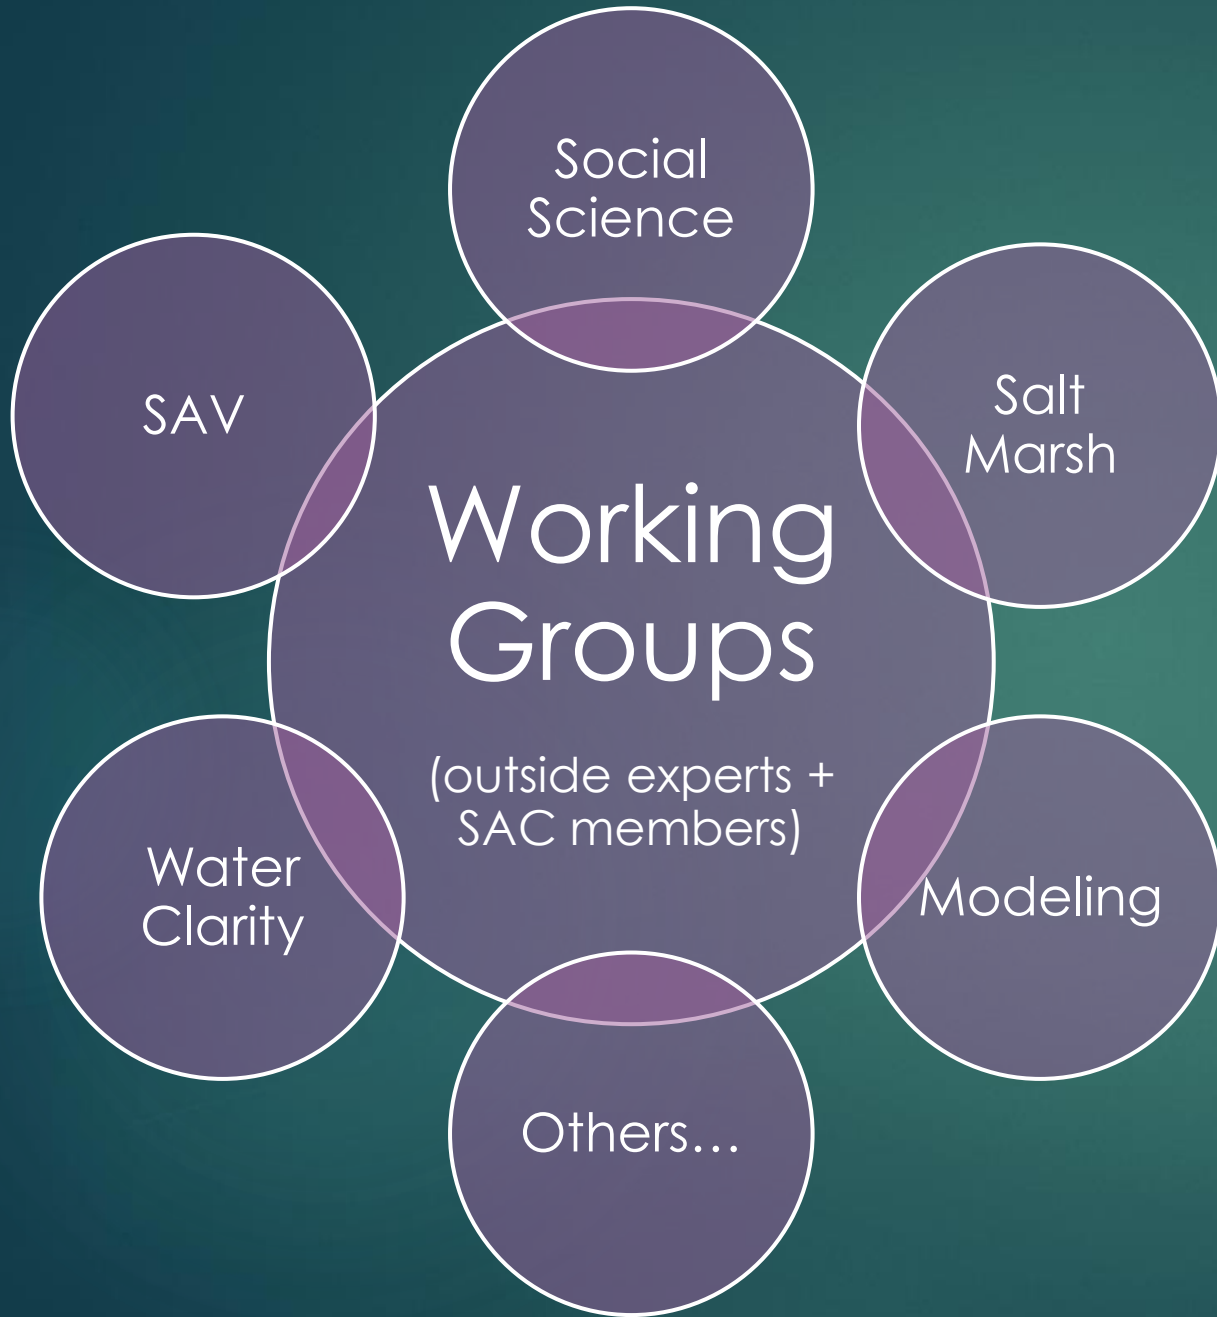 Social
Science
Salt
Marsh
SAV
Working
Groups
(outside experts +
SAC members)
Water
Clarity
Modeling
Others…